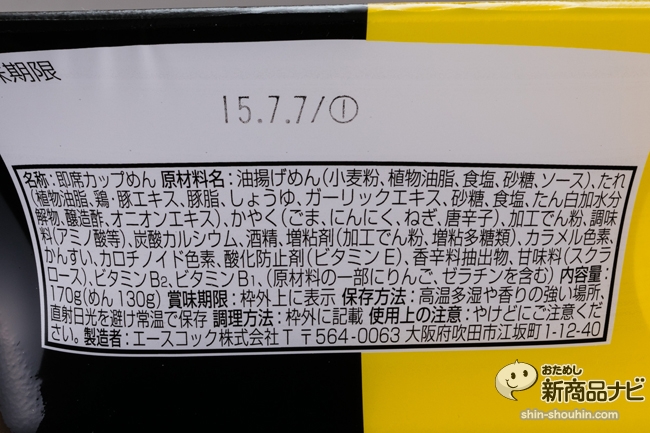 味期限
15.7.7/①
名称:即席カップめん 原材料名:油揚げめん(小麦粉、植物油脂、食塩、砂糖、ソース)、たれ
(植物油脂、鶏・豚エキス、豚脂、しょうゆ、ガーリックエキス、砂糖、食塩、たん白加水分
解物、醸造酢、オニオンエキス)、かやく(ごま、にんにく、ねぎ、唐辛子)、加工でん粉、調味
料(アミノ酸等)、炭酸カルシウム、酒精、増粘剤(加工でん粉、増粘多糖類)、カラメル色素、
かんすい、カロチノイド色素、酸化防止剤(ビタミンE)、香辛料抽出物、甘味料(スクラ
ロース)、ビタミンB2、ビタミンB1、(原材料の一部にりんご、ゼラチンを含む) 内容量:
170g(めん130g) 賞味期限:枠外上に表示 保存方法:高温多湿や香りの強い場所、
直射日光を避け常温で保存 調理方法:枠外に記載 使用上の注意:やけどにご注意くだ
さい。製造者:エースコック株式会社TT 〒564-0063 大阪府吹田市江坂町1-12-40
おためし
新商品ナビ
shin-shouhin.com